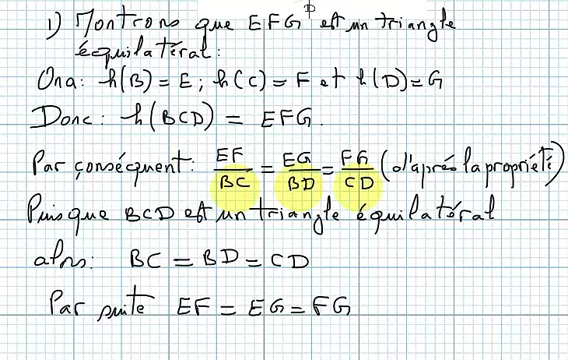 D
1) Montrons que EFG est un triangle
équilatéral:
Ona: h(B) = E; h(C) = F et h(D) = G
Donc: h(BCD) = EFG.
Par conséquent: EF/BC = EG/BD = FG/CD (d'après la propriété)
Puisque BCD est un triangle équilatéral
alors: BC = BD = CD
Par suite EF = EG = FG